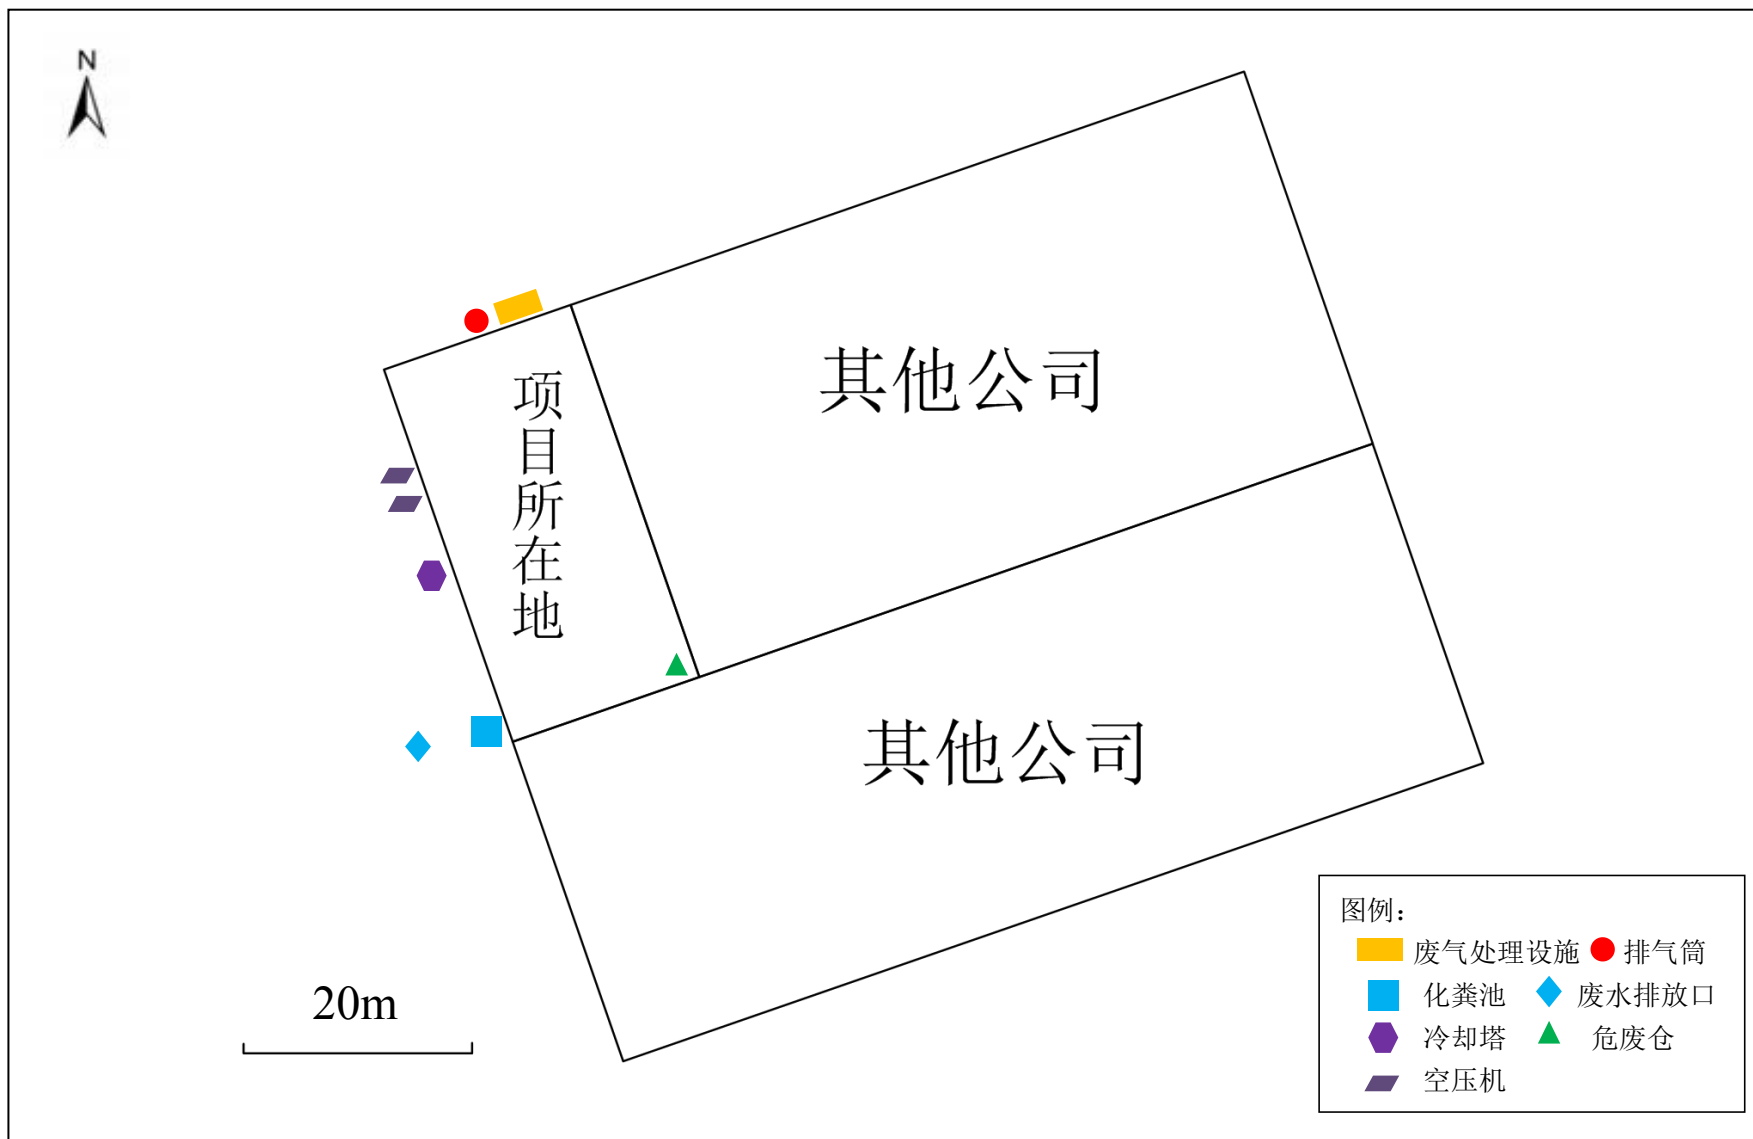 N
其他公司
项目所在地
其他公司
20m
图例：
废气处理设施 排气筒
化粪池 废水排放口
冷却塔 危废仓
空压机